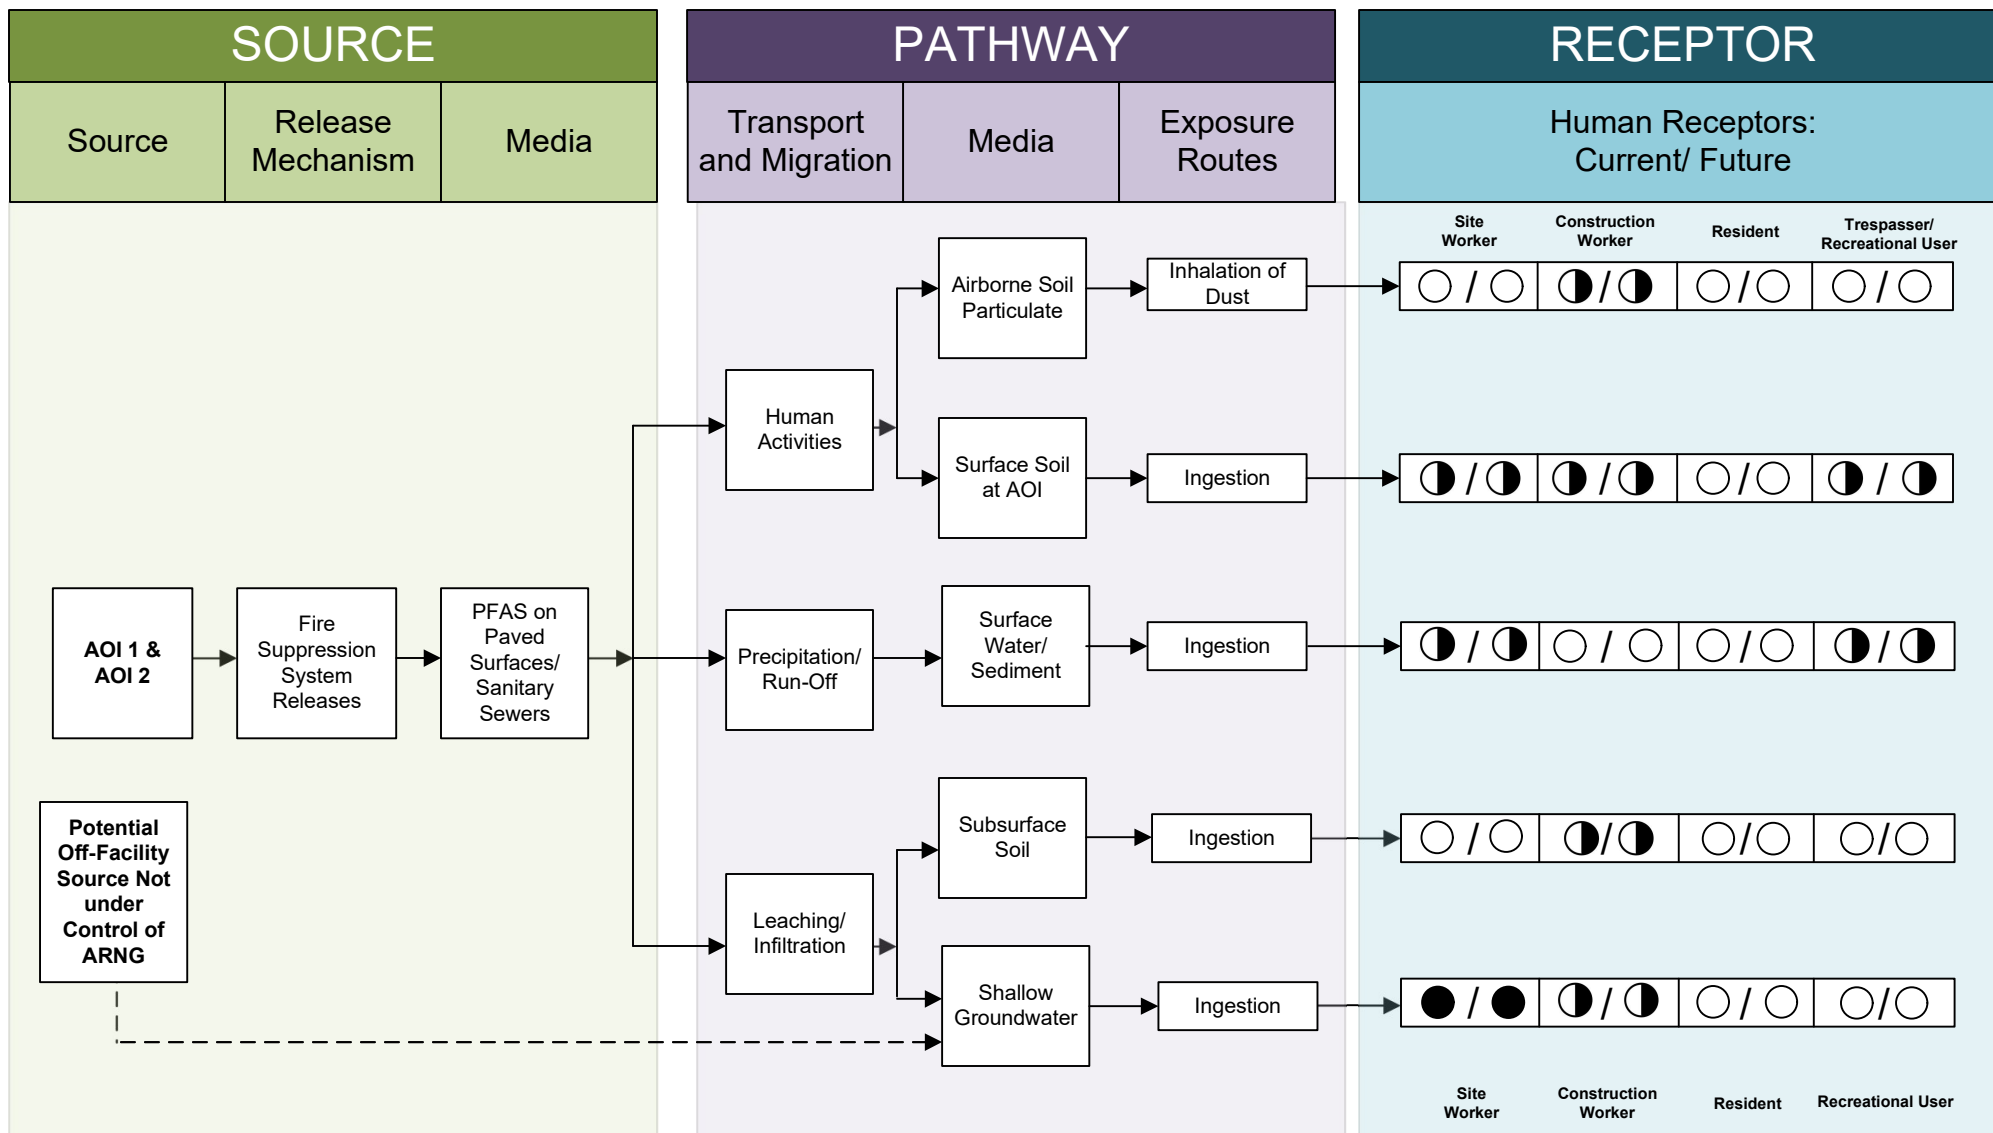 SOURCE
PATHWAY
RECEPTOR
Source
Release
Mechanism
Media
Transport
and Migration
Media
Exposure
Routes
Human Receptors:
Current/ Future
Site
Worker
Construction
Worker
Resident
Trespasser/
Recreational User
Airborne Soil
Particulate
Inhalation of
Dust
/
/
/
/
Human
Activities
Surface Soil
at AOI
Ingestion
/
/
/
/
AOI 1 &
AOI 2
Fire
Suppression
System
Releases
PFAS on
Paved
Surfaces/
Sanitary
Sewers
Precipitation/
Run-Off
Surface
Water/
Sediment
Ingestion
/
/
/
/
Potential
Off-Facility
Source Not
under
Control of
ARNG
Leaching/
Infiltration
Subsurface
Soil
Ingestion
/
/
/
/
Shallow
Groundwater
Ingestion
/
/
/
/
Site
Worker
Construction
Worker
Resident
Recreational User